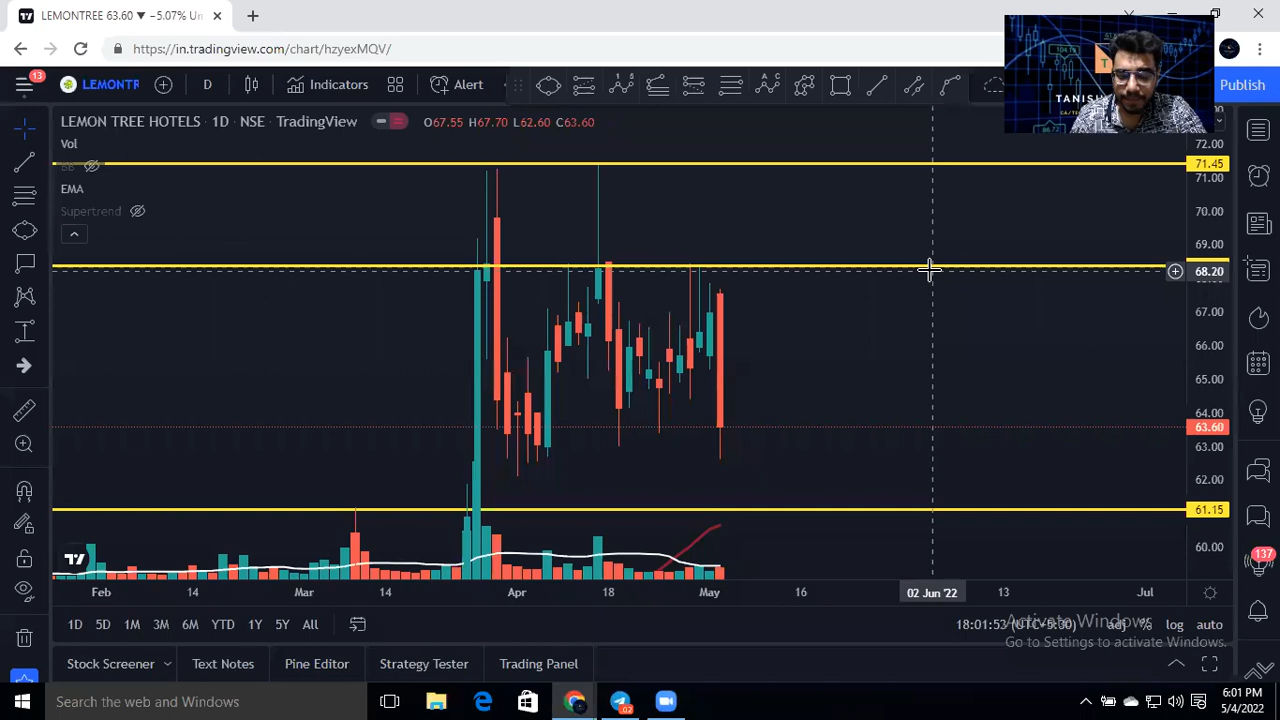 LEMONTREE 63.60 ▼ −5.07% Un
https://in.tradingview.com/chart/hzyexMQV/
13
LEMONTR
D
Indicators
Alert
Publish
TANISH
LEMON TREE HOTELS · 1D · NSE · TradingView
O67.55 H67.70 L62.60 C63.60
Vol
BB
EMA
Supertrend
72.00
71.45
71.00
70.00
69.00
68.20
67.00
66.00
65.00
64.00
63.60
63.00
62.00
61.15
60.00
137
Feb
14
Mar
14
Apr
18
May
16
02 Jun '22
13
Jul
1D
5D
1M
3M
6M
YTD
1Y
5Y
All
18:01:52 (UTC+5:30)
adj
%
log
auto
Activate Windows
Go to Settings to activate Windows.
Stock Screener
Text Notes
Pine Editor
Strategy Tester
Trading Panel
Search the web and Windows
02
6:01 PM
5/4/2022